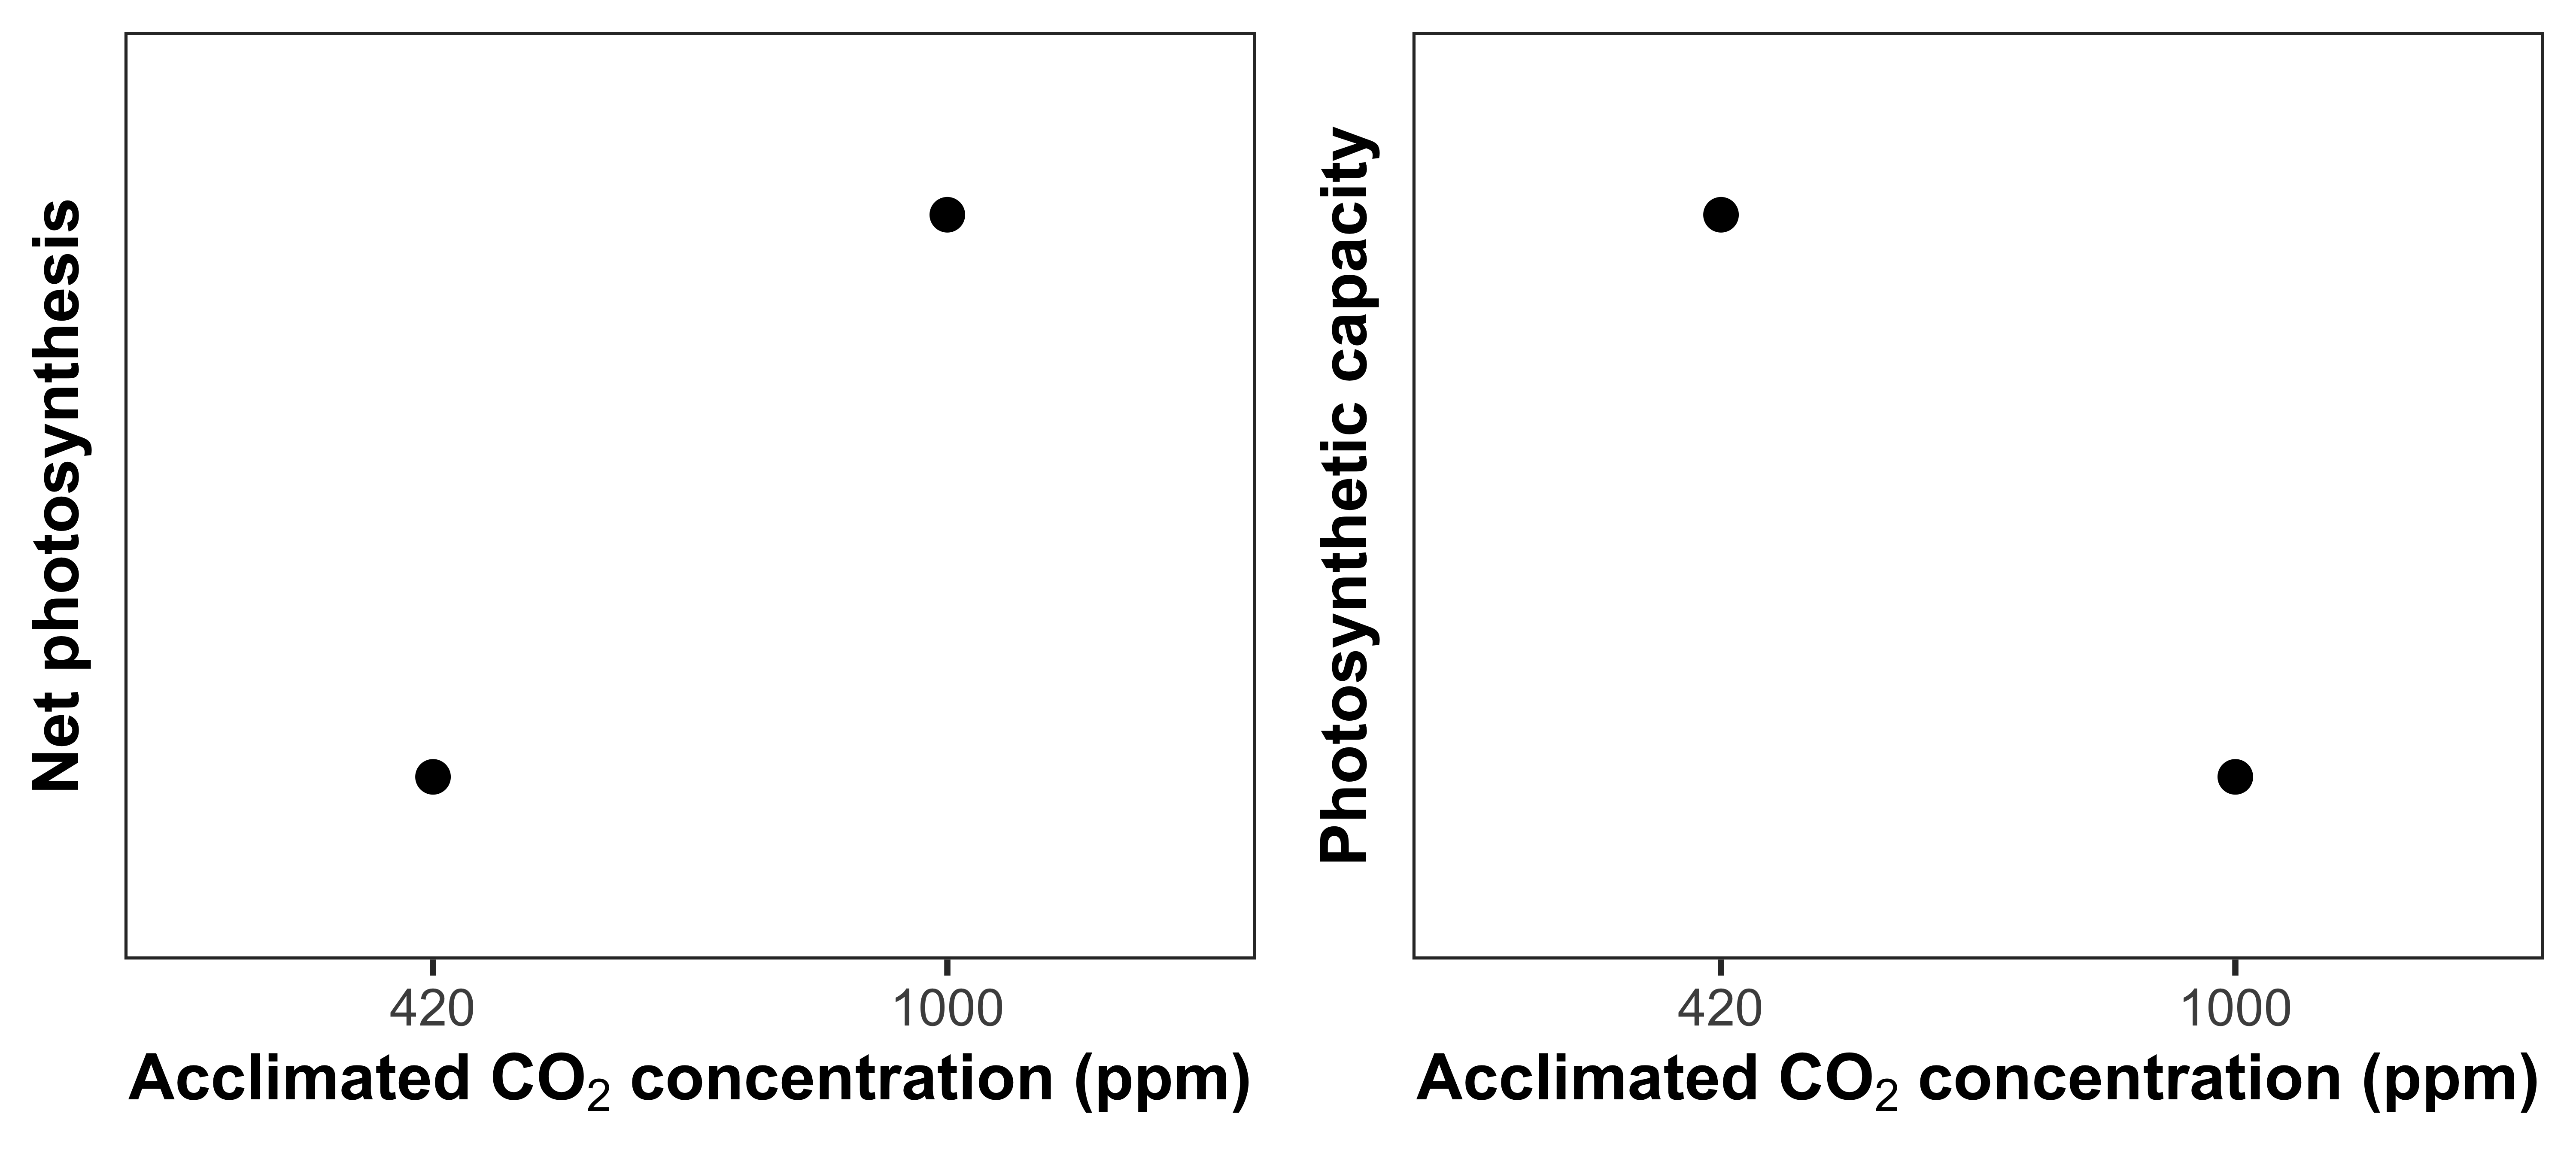 Net photosynthesis
420
1000
Acclimated CO₂ concentration (ppm)
Photosynthetic capacity
420
1000
Acclimated CO₂ concentration (ppm)